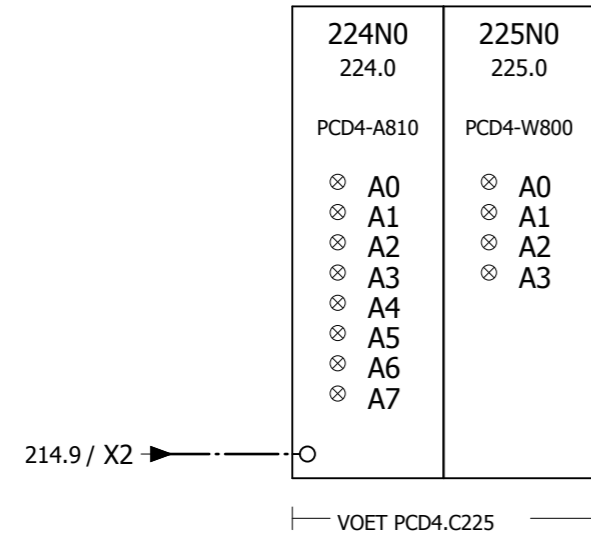 224N0 225N0
224.0 225.0
PCD4-A810 PCD4-W800
A0 A0
A1 A1
A2 A2
A3 A3
A4
A5
A6
A7
214.9 / X2
VOET PCD4.C225